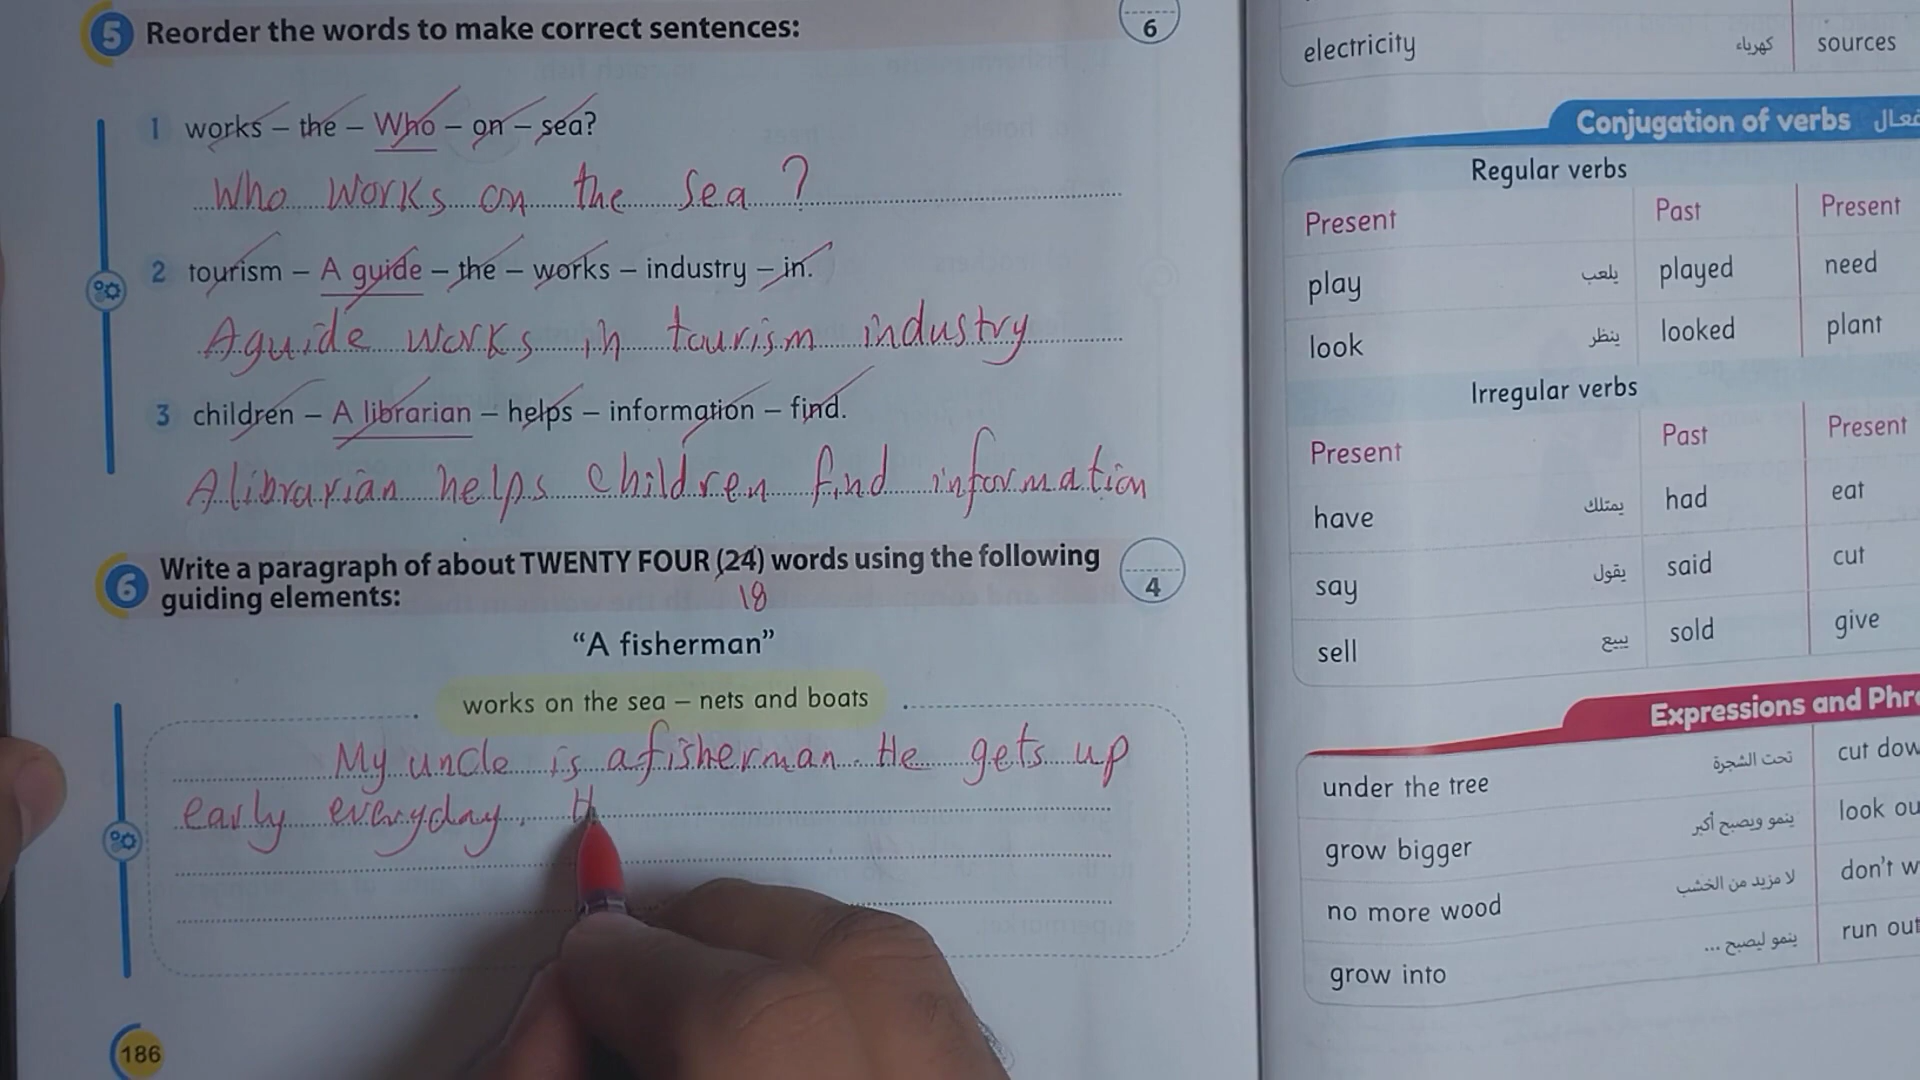 5 Reorder the words to make correct sentences:
6
1 works – the – Who – on – sea?
Who works on the sea ?
2 tourism – A guide – the – works – industry – in.
A guide works in tourism industry
3 children – A librarian – helps – information – find.
A librarian helps children find information
6 Write a paragraph of about TWENTY FOUR (24) words using the following
guiding elements:
18
4
“A fisherman”
works on the sea – nets and boats
My uncle is a fisherman. He gets up
early everyday. H
186
electricity كهرباء sources
Conjugation of verbs
Regular verbs
Present Past Present
play يلعب played need
look ينظر looked plant
Irregular verbs
Present Past Present
have يمتلك had eat
say يقول said cut
sell يبيع sold give
Expressions and Phr
under the tree تحت الشجرة cut dow
grow bigger ينمو ويصبح أكبر look ou
no more wood لا مزيد من الخشب don't w
grow into ينمو ليصبح ... run out